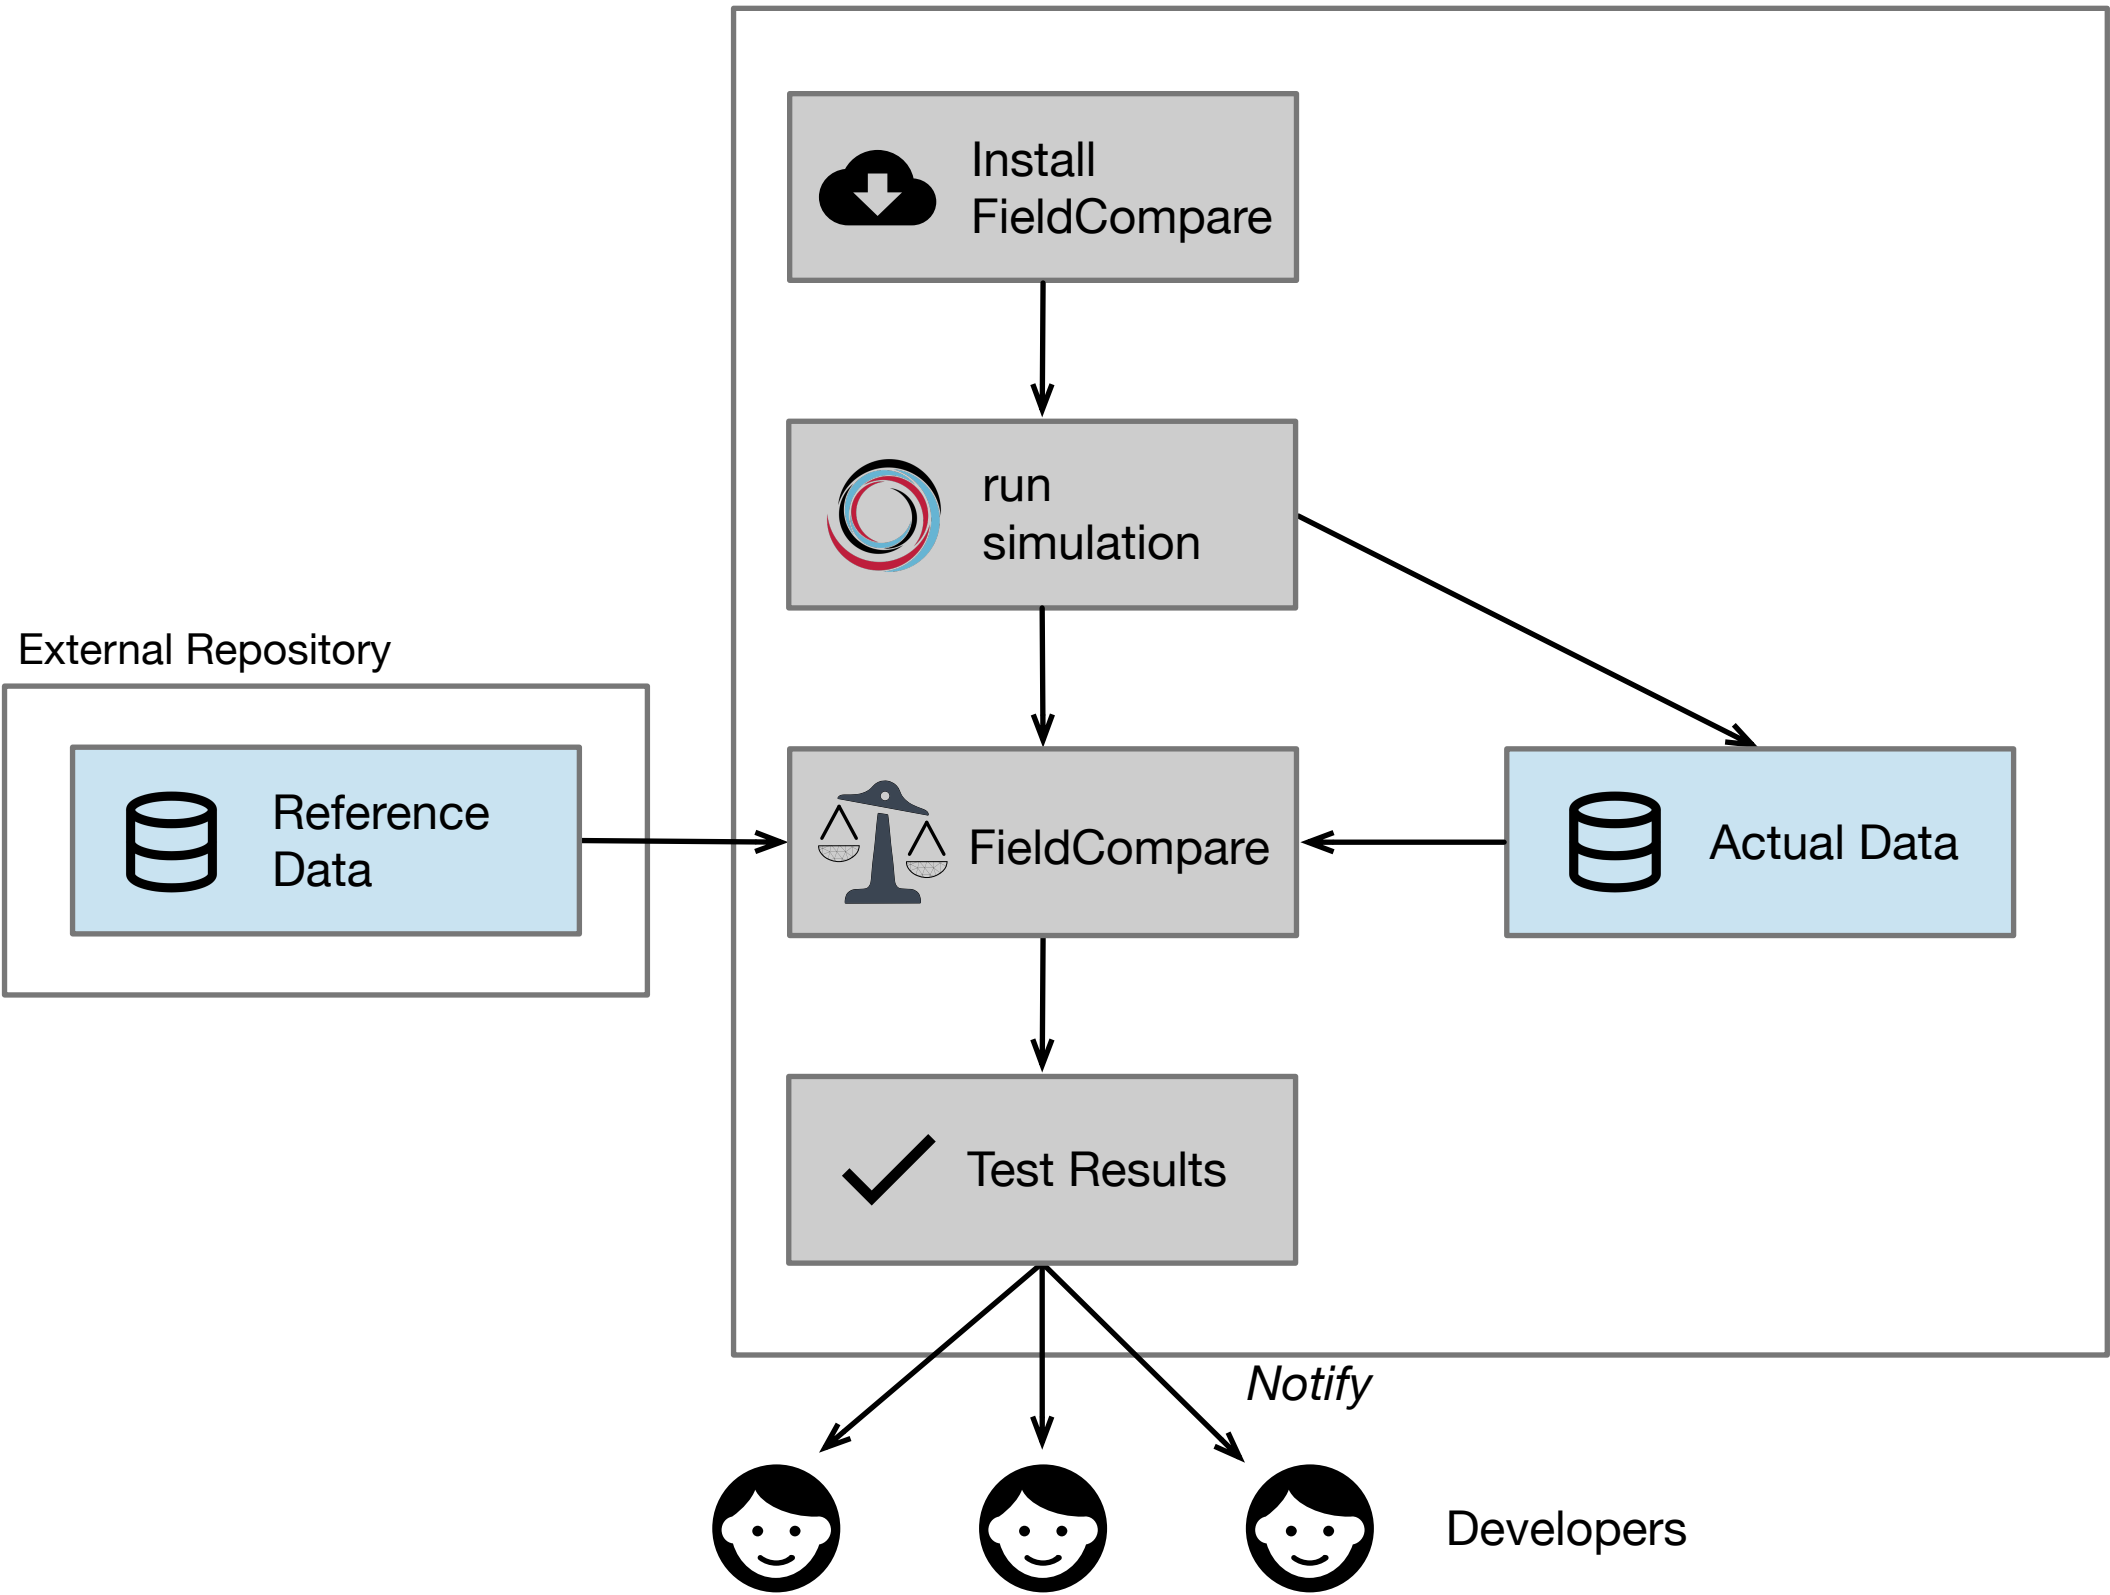 Install
FieldCompare
run
simulation
External Repository
Reference
Data
FieldCompare
Actual Data
Test Results
Notify
Developers